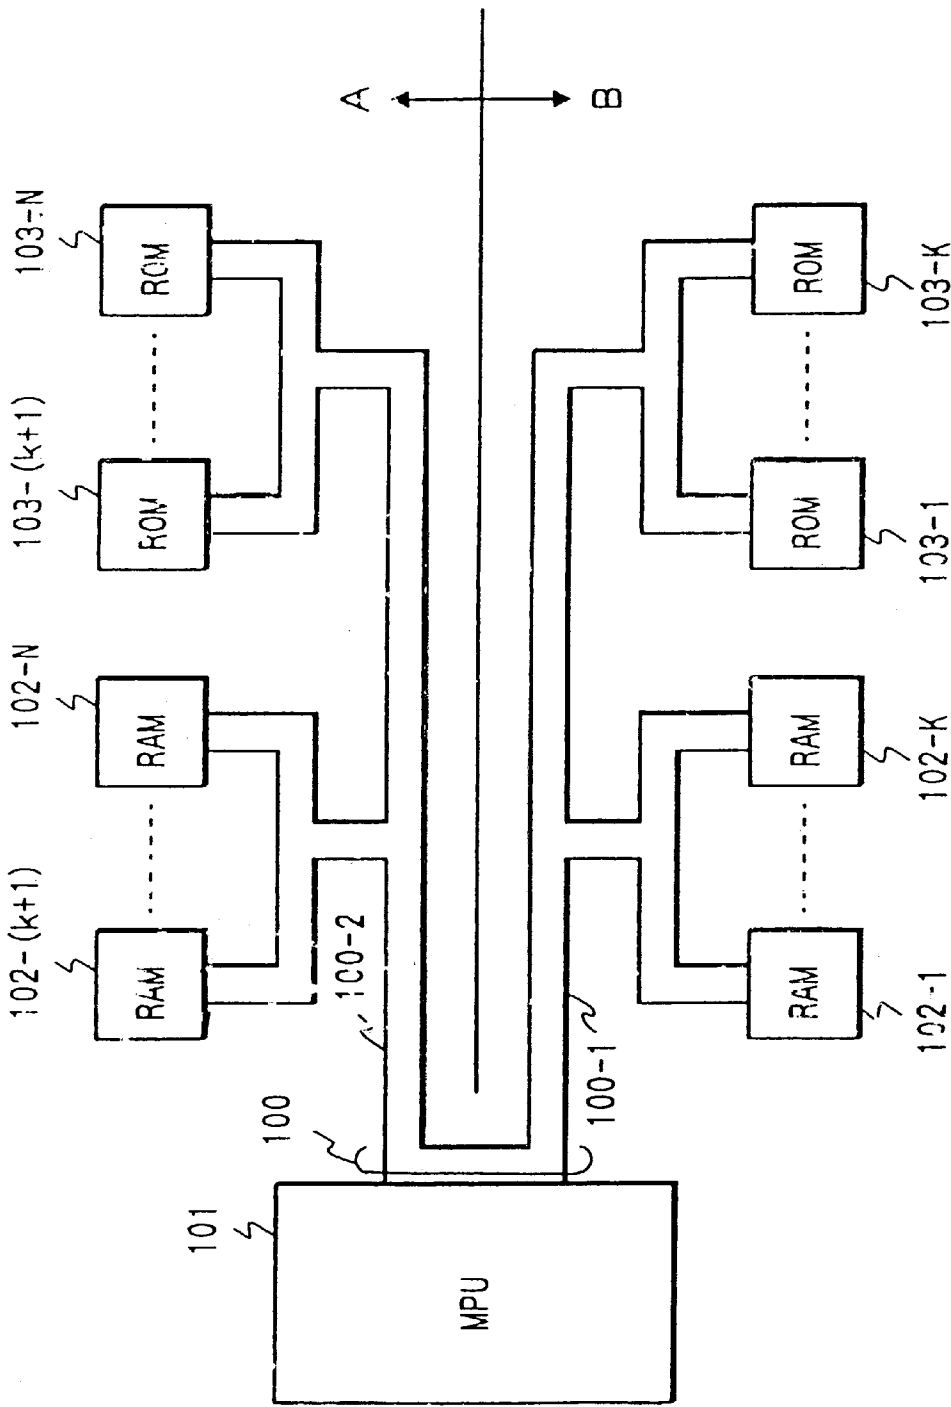 A
B
103-N
ROM
103-(k+1)
ROM
102-N
RAM
102-(k+1)
RAM
100-2
100
101
MPU
100-1
ROM
103-K
ROM
103-1
RAM
102-K
RAM
102-1